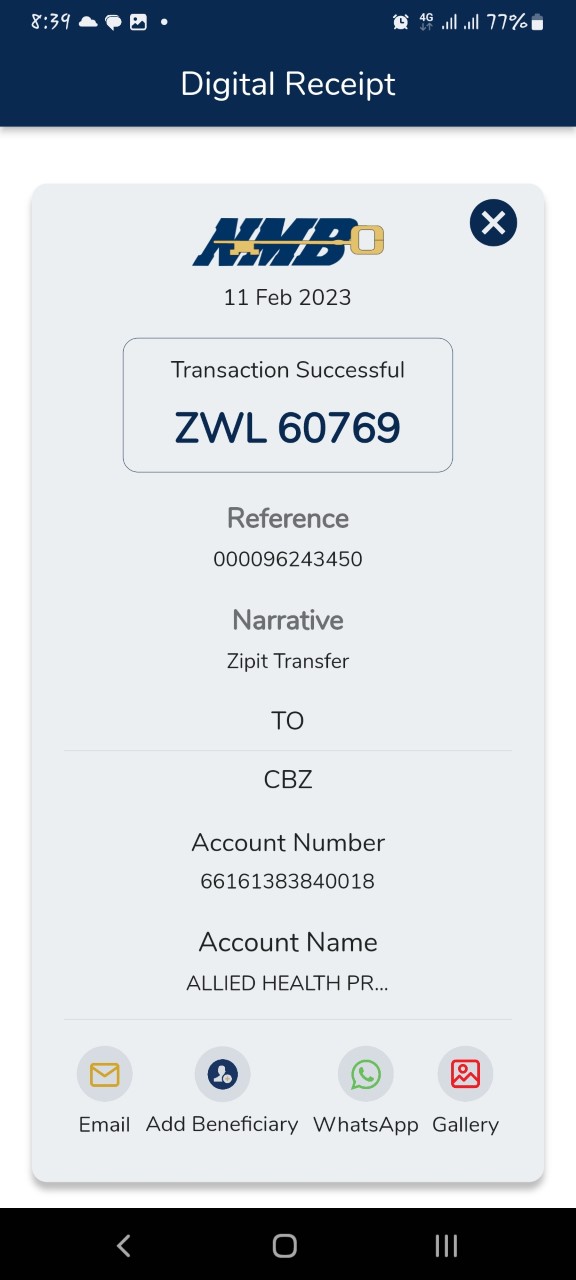 8:39
4G
77%
Digital Receipt
NMB
11 Feb 2023
Transaction Successful
ZWL 60769
Reference
000096243450
Narrative
Zipit Transfer
TO
CBZ
Account Number
66161383840018
Account Name
ALLIED HEALTH PR...
Email Add Beneficiary WhatsApp Gallery